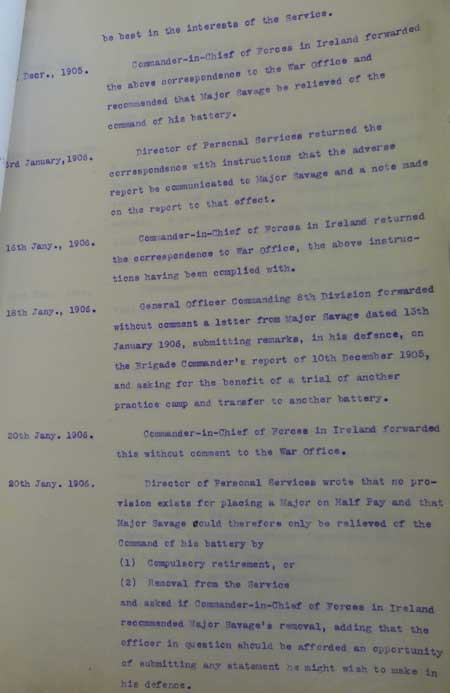 be best in the interests of the Service.
Decr., 1905. Commander-in-Chief of Forces in Ireland forwarded
the above correspondence to the War Office and
recommended that Major Savage be relieved of the
command of his battery.
3rd January, 1906. Director of Personal Services returned the
correspondence with instructions that the adverse
report be communicated to Major Savage and a note made
on the report to that effect.
16th Jany., 1906. Commander-in-Chief of Forces in Ireland returned
the correspondence to War Office, the above instruc-
tions having been complied with.
18th Jany., 1906. General Officer Commanding 8th Division forwarded
without comment a letter from Major Savage dated 15th
January 1906, submitting remarks, in his defence, on
the Brigade Commander's report of 10th December 1905,
and asking for the benefit of a trial of another
practice camp and transfer to another battery.
20th Jany. 1906. Commander-in-Chief of Forces in Ireland forwarded
this without comment to the War Office.
20th Jany. 1906. Director of Personal Services wrote that no pro-
vision exists for placing a Major on Half Pay and that
Major Savage could therefore only be relieved of the
Command of his battery by
(1) Compulsory retirement, or
(2) Removal from the Service
and asked if Commander-in-Chief of Forces in Ireland
recommended Major Savage's removal, adding that the
officer in question should be afforded an opportunity
of submitting any statement he might wish to make in
his defence.